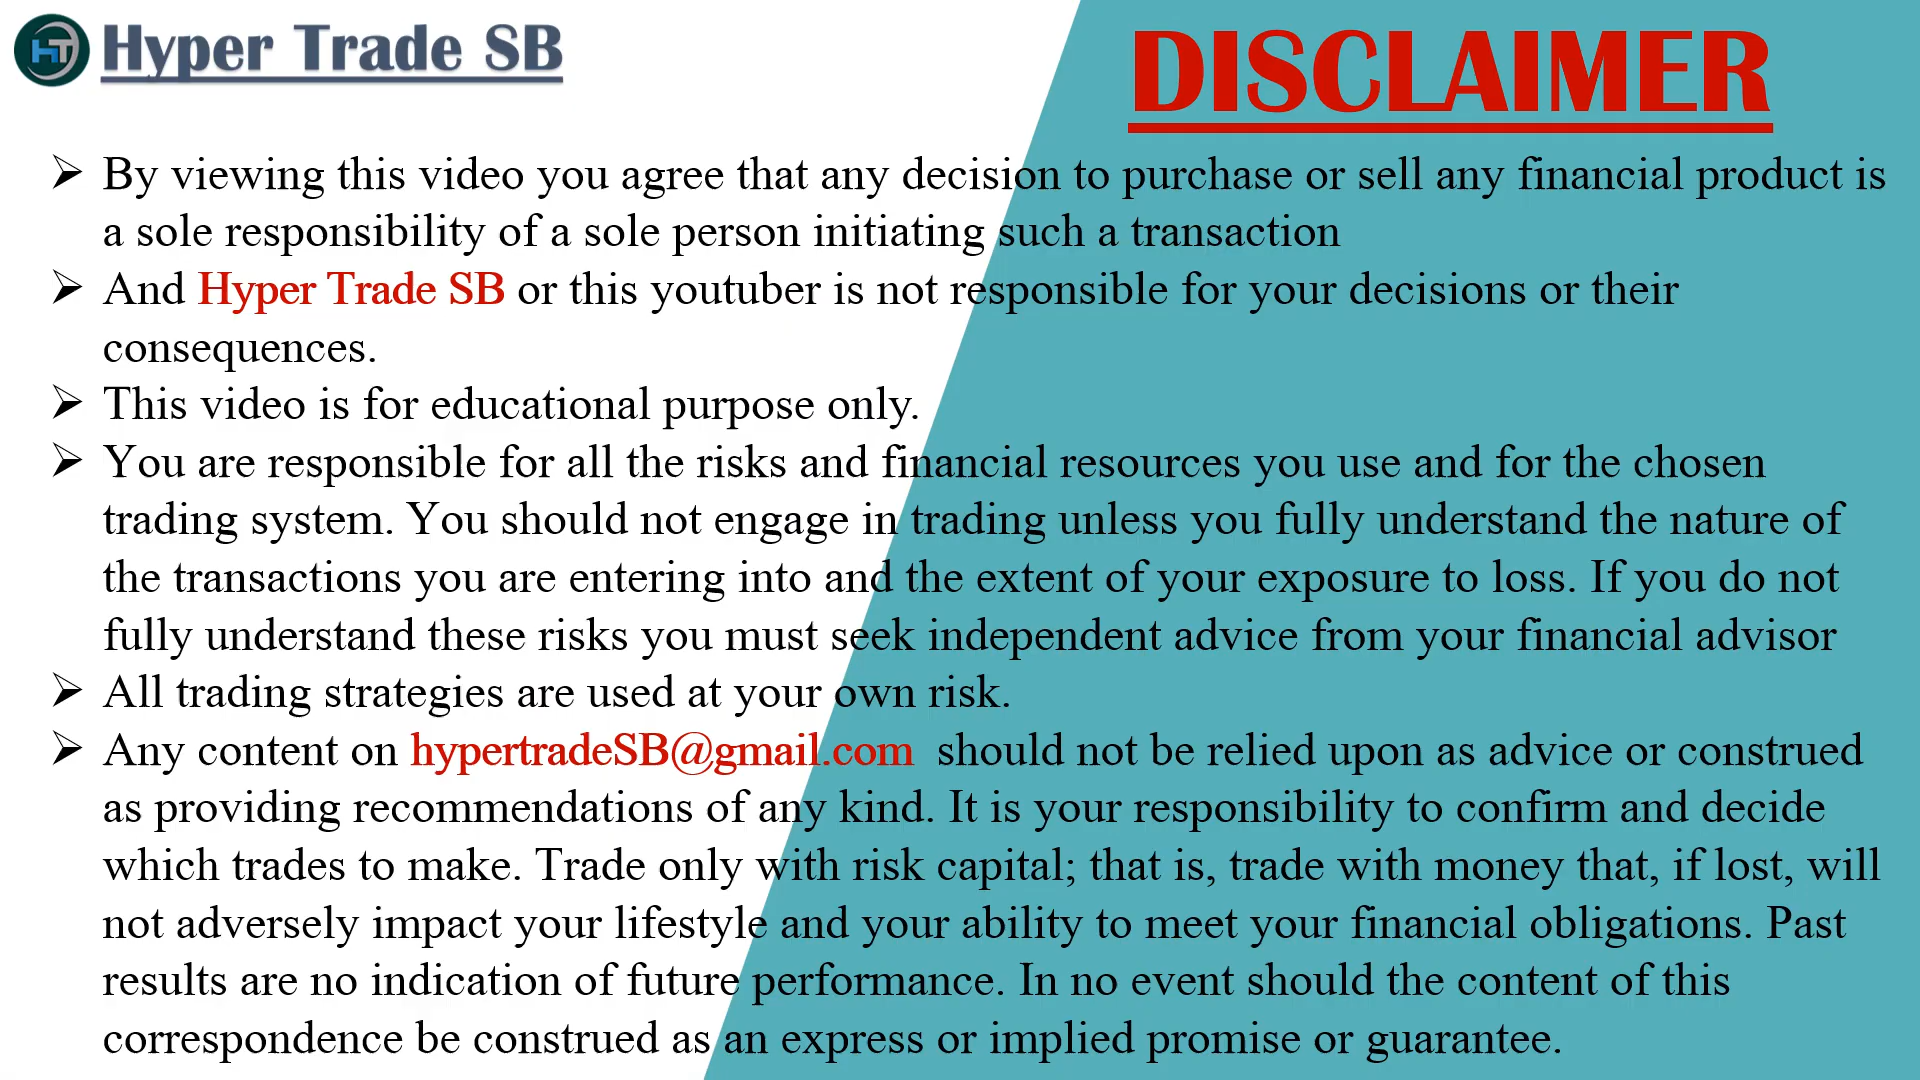 HT Hyper Trade SB
DISCLAIMER
➢ By viewing this video you agree that any decision to purchase or sell any financial product is
a sole responsibility of a sole person initiating such a transaction
➢ And Hyper Trade SB or this youtuber is not responsible for your decisions or their
consequences.
➢ This video is for educational purpose only.
➢ You are responsible for all the risks and financial resources you use and for the chosen
trading system. You should not engage in trading unless you fully understand the nature of
the transactions you are entering into and the extent of your exposure to loss. If you do not
fully understand these risks you must seek independent advice from your financial advisor
➢ All trading strategies are used at your own risk.
➢ Any content on hypertradeSB@gmail.com should not be relied upon as advice or construed
as providing recommendations of any kind. It is your responsibility to confirm and decide
which trades to make. Trade only with risk capital; that is, trade with money that, if lost, will
not adversely impact your lifestyle and your ability to meet your financial obligations. Past
results are no indication of future performance. In no event should the content of this
correspondence be construed as an express or implied promise or guarantee.